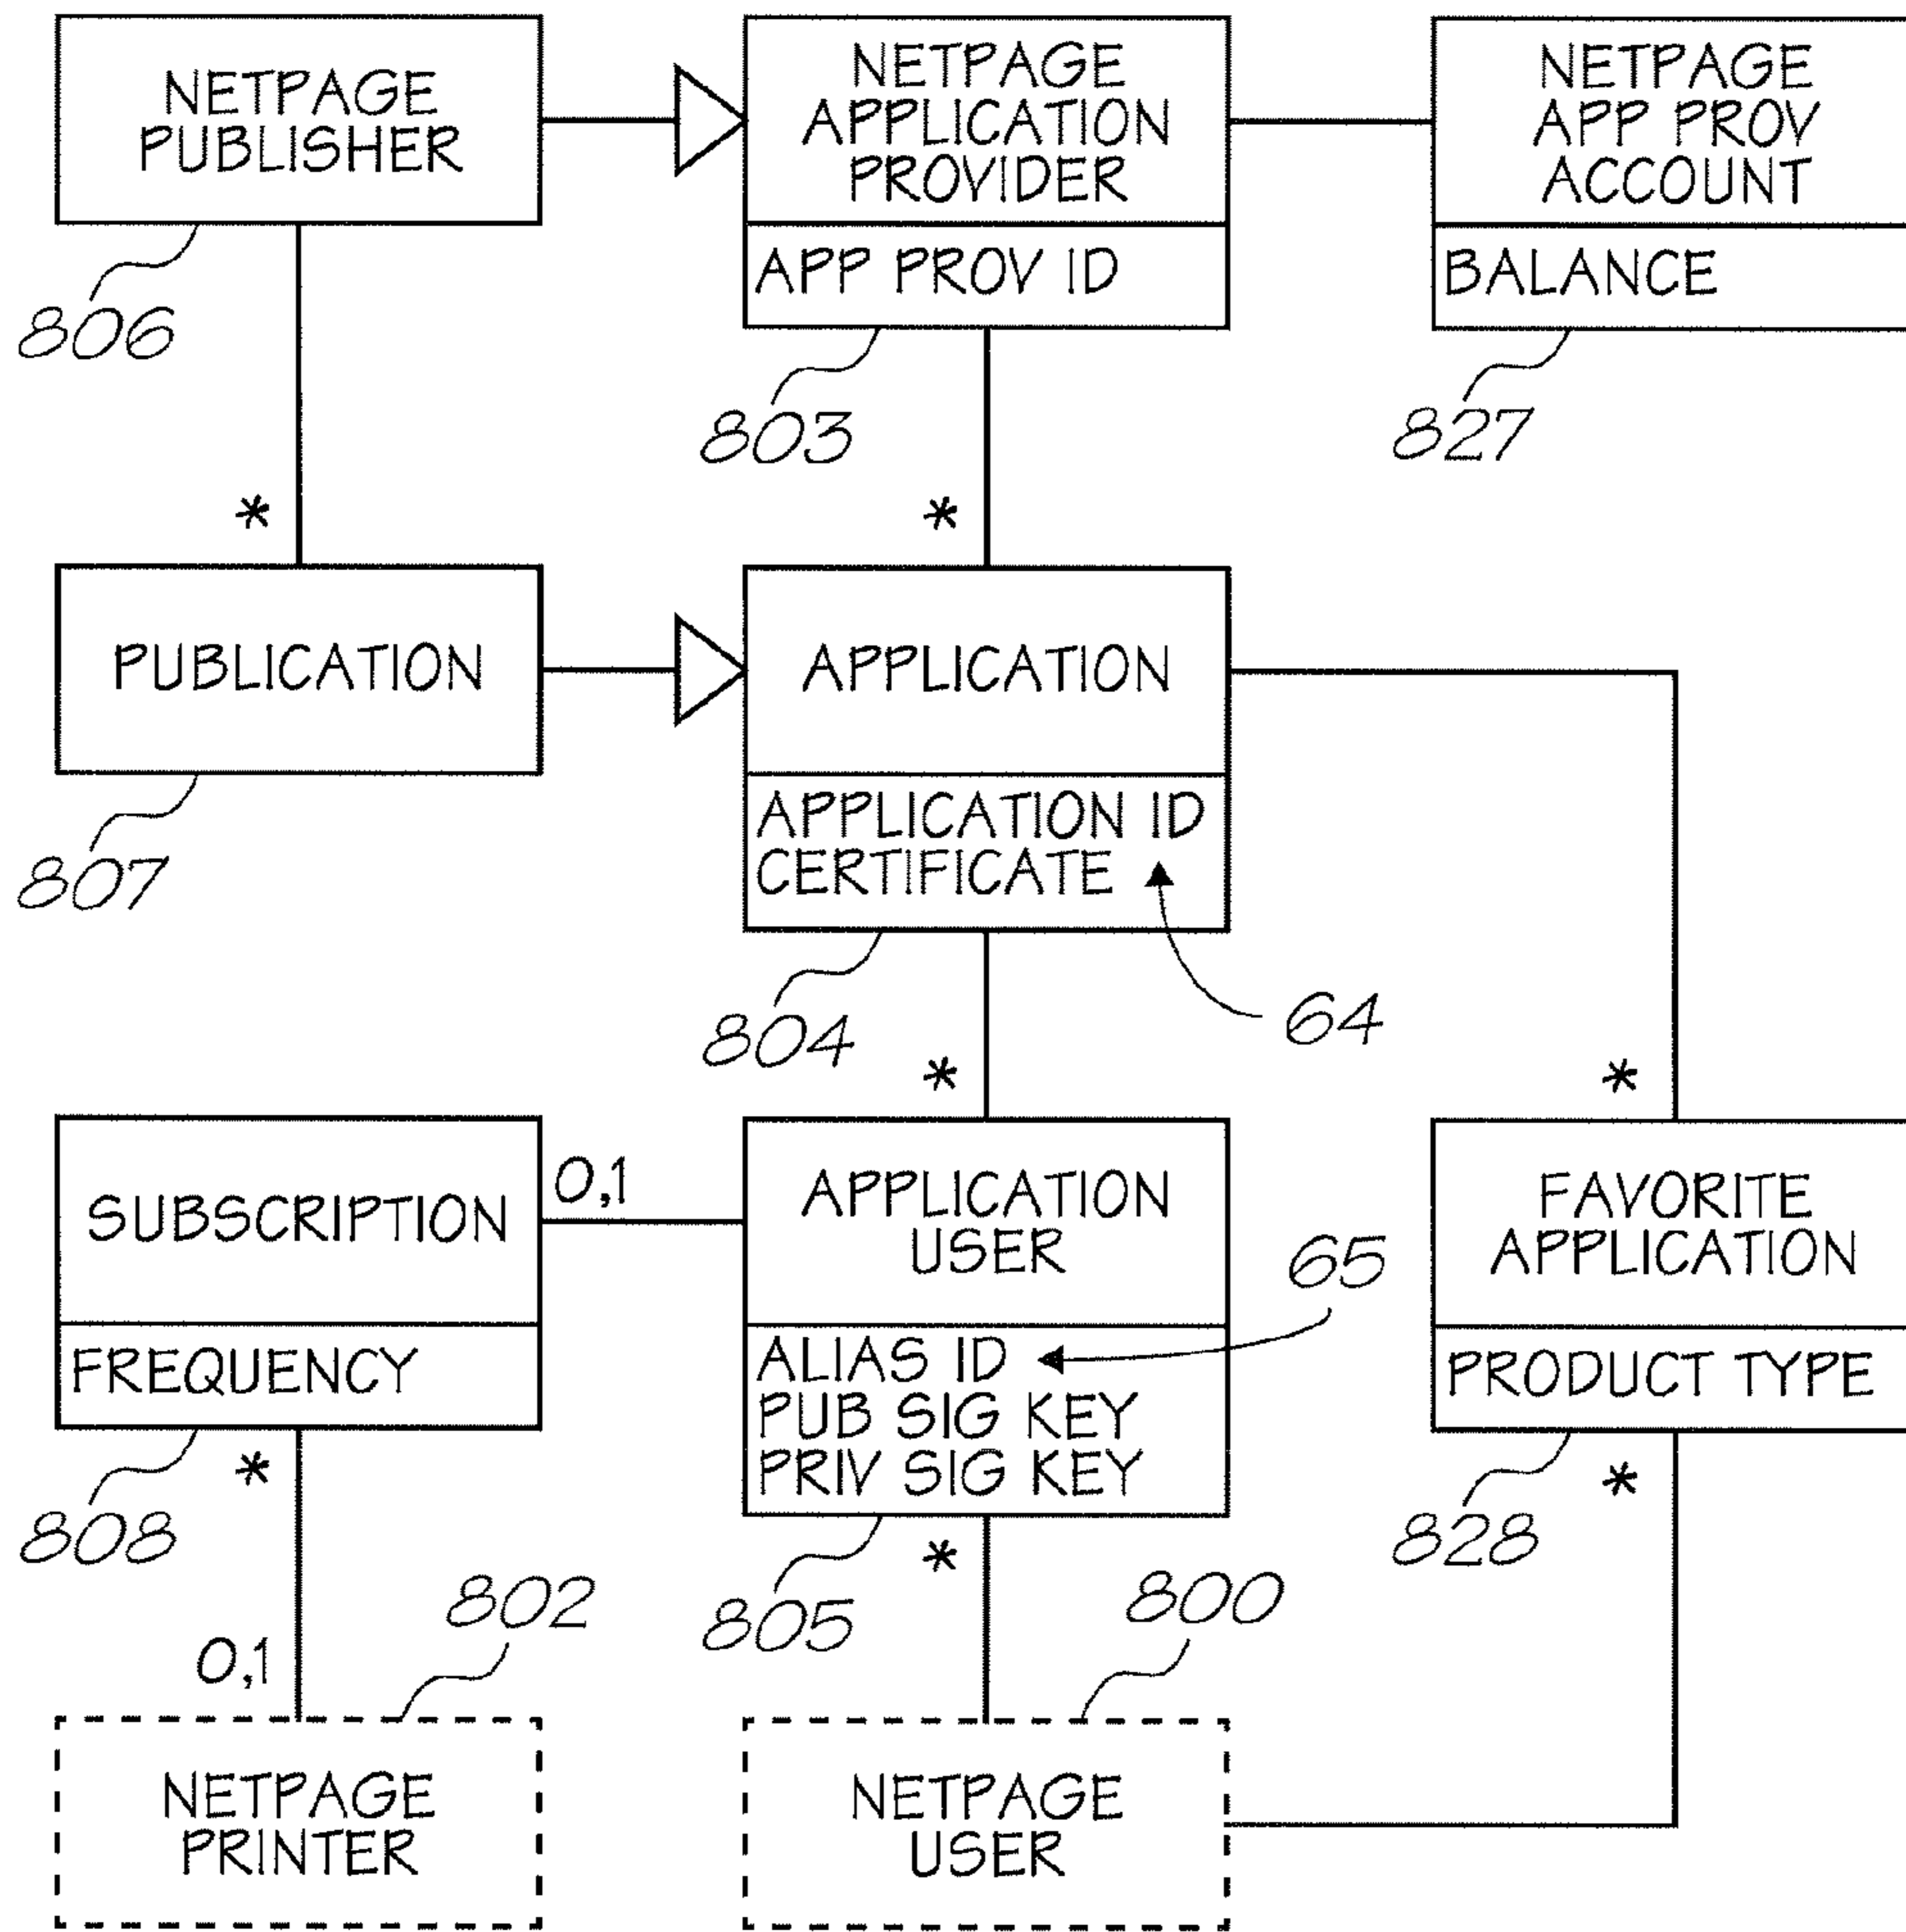 NETPAGE
PUBLISHER
806
NETPAGE
APPLICATION
PROVIDER
APP PROV ID
803
NETPAGE
APP PROV
ACCOUNT
BALANCE
827
*
*
PUBLICATION
807
APPLICATION
APPLICATION ID
CERTIFICATE
64
804
*
*
SUBSCRIPTION
FREQUENCY
808
0,1
APPLICATION
USER
ALIAS ID
PUB SIG KEY
PRIV SIG KEY
65
805
FAVORITE
APPLICATION
PRODUCT TYPE
828
*
*
*
0,1
802
800
NETPAGE
PRINTER
NETPAGE
USER